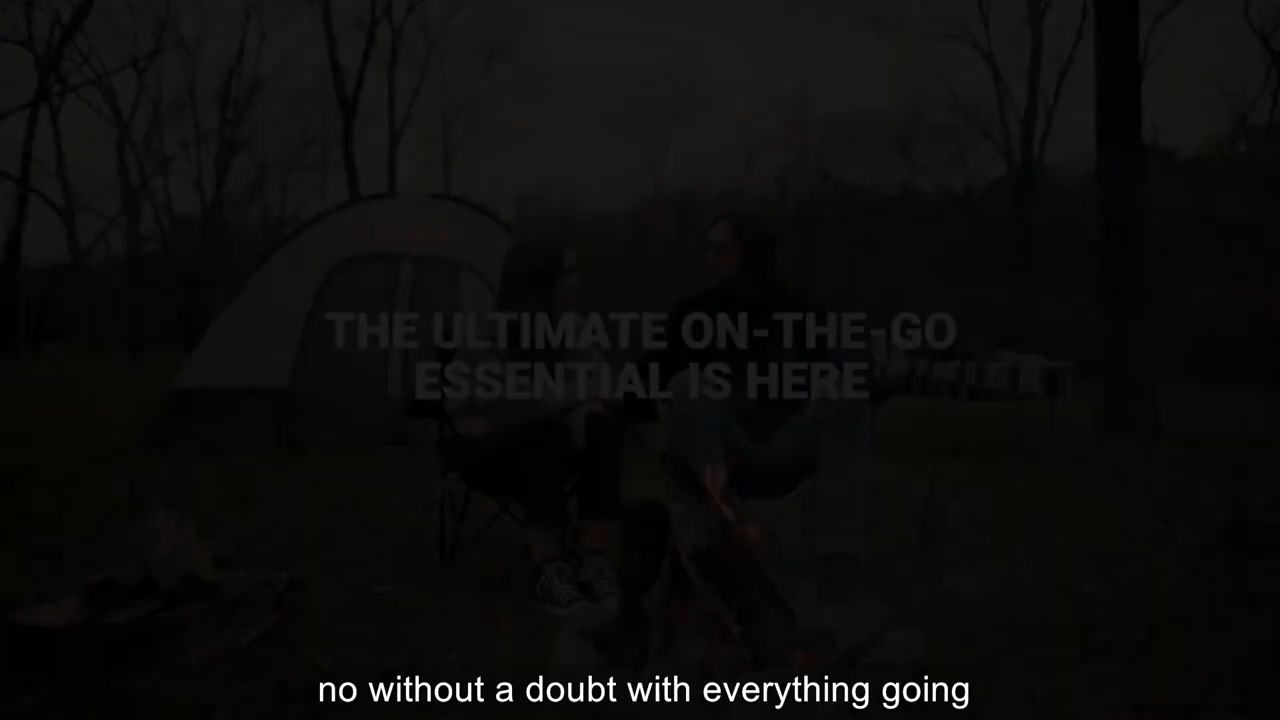 THE ULTIMATE ON-THE-GO
ESSENTIAL IS HERE
no without a doubt with everything going